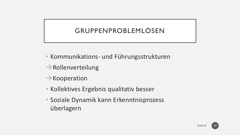 GRUPPENPROBLEMLÖSEN
• Kommunikations- und Führungsstrukturen
→Rollenverteilung
→Kooperation
• Kollektives Ergebnis qualitativ besser
• Soziale Dynamik kann Erkenntnisprozess
überlagern